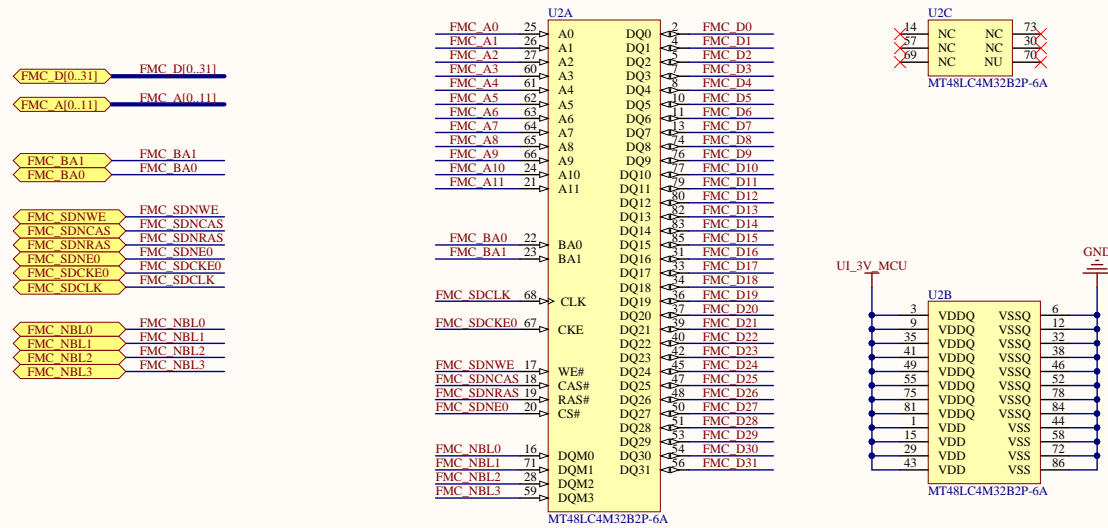 FMC_D[0..31] FMC_D[0..31]
FMC_A[0..11] FMC_A[0..11]
FMC_BA1 FMC_BA1
FMC_BA0 FMC_BA0
FMC_SDNWE FMC_SDNWE
FMC_SDNCAS FMC_SDNCAS
FMC_SDNRAS FMC_SDNRAS
FMC_SDNE0 FMC_SDNE0
FMC_SDCKE0 FMC_SDCKE0
FMC_SDCLK FMC_SDCLK
FMC_NBL0 FMC_NBL0
FMC_NBL1 FMC_NBL1
FMC_NBL2 FMC_NBL2
FMC_NBL3 FMC_NBL3
U2A
FMC_A0 25 A0 DQ0 2 FMC_D0
FMC_A1 26 A1 DQ1 4 FMC_D1
FMC_A2 27 A2 DQ2 5 FMC_D2
FMC_A3 60 A3 DQ3 7 FMC_D3
FMC_A4 61 A4 DQ4 8 FMC_D4
FMC_A5 62 A5 DQ5 10 FMC_D5
FMC_A6 63 A6 DQ6 11 FMC_D6
FMC_A7 64 A7 DQ7 13 FMC_D7
FMC_A8 65 A8 DQ8 74 FMC_D8
FMC_A9 66 A9 DQ9 76 FMC_D9
FMC_A10 24 A10 DQ10 77 FMC_D10
FMC_A11 21 A11 DQ11 79 FMC_D11
DQ12 80 FMC_D12
DQ13 82 FMC_D13
DQ14 83 FMC_D14
FMC_BA0 22 BA0 DQ15 85 FMC_D15
FMC_BA1 23 BA1 DQ16 31 FMC_D16
DQ17 33 FMC_D17
DQ18 34 FMC_D18
FMC_SDCLK 68 CLK DQ19 36 FMC_D19
DQ20 37 FMC_D20
FMC_SDCKE0 67 CKE DQ21 39 FMC_D21
DQ22 40 FMC_D22
DQ23 42 FMC_D23
FMC_SDNWE 17 WE# DQ24 45 FMC_D24
FMC_SDNCAS 18 CAS# DQ25 47 FMC_D25
FMC_SDNRAS 19 RAS# DQ26 48 FMC_D26
FMC_SDNE0 20 CS# DQ27 50 FMC_D27
DQ28 51 FMC_D28
DQ29 53 FMC_D29
FMC_NBL0 16 DQM0 DQ30 54 FMC_D30
FMC_NBL1 71 DQM1 DQ31 56 FMC_D31
FMC_NBL2 28 DQM2
FMC_NBL3 59 DQM3
MT48LC4M32B2P-6A
U2C
14 NC NC 73
57 NC NC 30
69 NC NU 70
MT48LC4M32B2P-6A
UI_3V_MCU
GND
U2B
3 VDDQ VSSQ 6
9 VDDQ VSSQ 12
35 VDDQ VSSQ 32
41 VDDQ VSSQ 38
49 VDDQ VSSQ 46
55 VDDQ VSSQ 52
75 VDDQ VSSQ 78
81 VDDQ VSSQ 84
1 VDD VSS 44
15 VDD VSS 58
29 VDD VSS 72
43 VDD VSS 86
MT48LC4M32B2P-6A